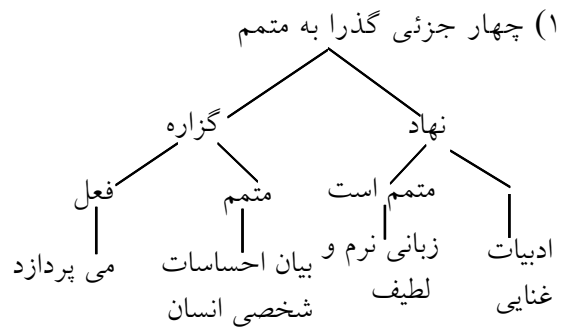 ۱) چهار جزئی گذرا به متمم
نهاد
گزاره
متمم است
متمم
فعل
ادبیات
غنایی
زبانی نرم و
لطیف
بیان احساسات
شخصی انسان
می پردازد